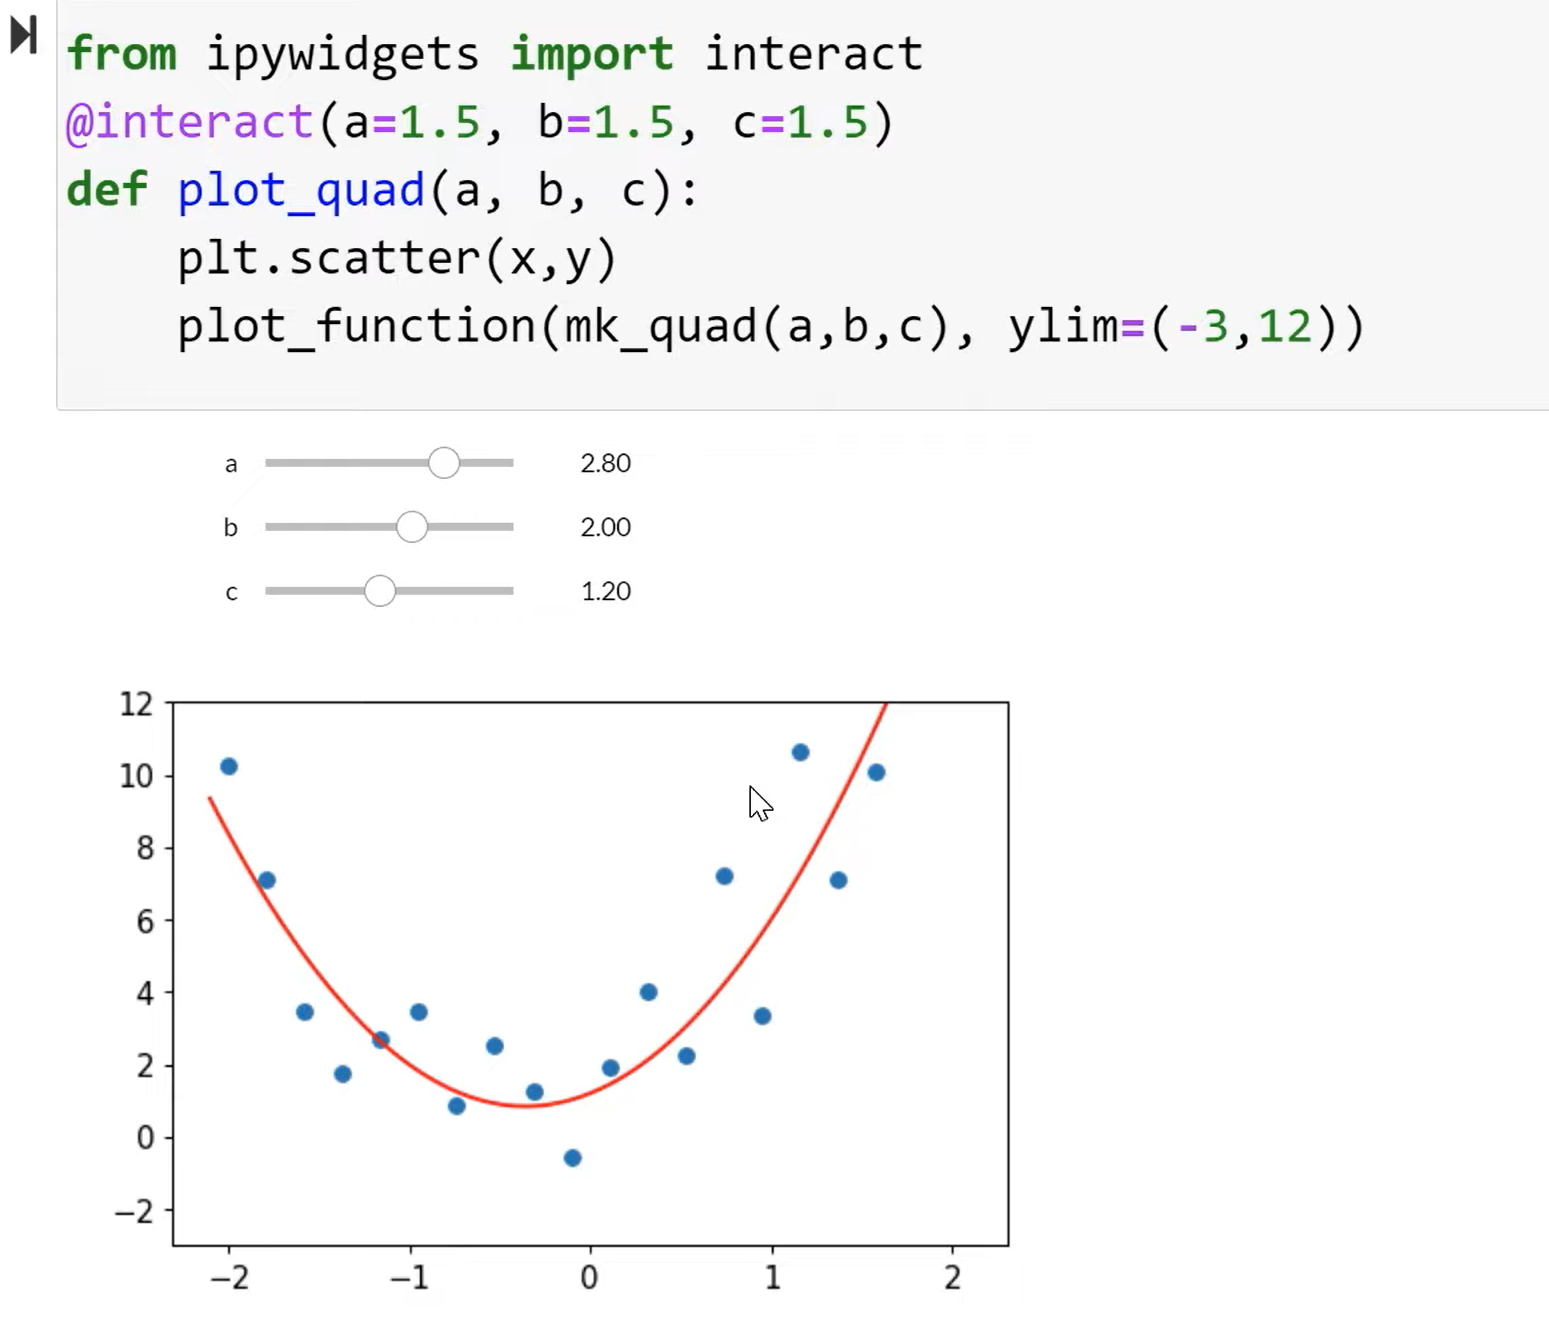 from ipywidgets import interact
@interact(a=1.5, b=1.5, c=1.5)
def plot_quad(a, b, c):
    plt.scatter(x,y)
    plot_function(mk_quad(a,b,c), ylim=(-3,12))
a 2.80
b 2.00
c 1.20
12
10
8
6
4
2
0
−2
−2 −1 0 1 2